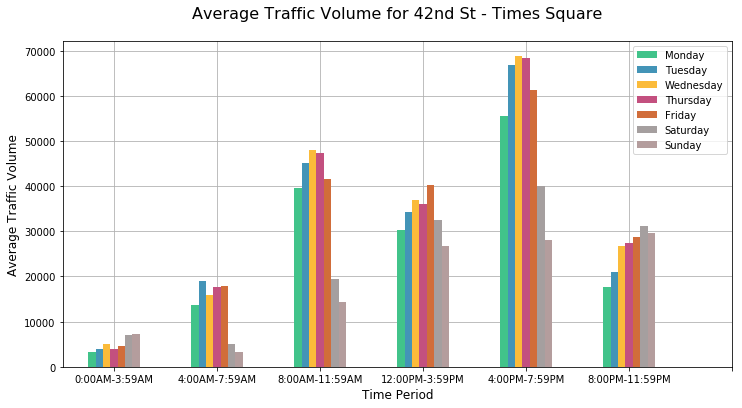 Average Traffic Volume for 42nd St - Times Square
70000
60000
50000
40000
30000
20000
10000
0
Average Traffic Volume
Monday
Tuesday
Wednesday
Thursday
Friday
Saturday
Sunday
0:00AM-3:59AM 4:00AM-7:59AM 8:00AM-11:59AM 12:00PM-3:59PM 4:00PM-7:59PM 8:00PM-11:59PM
Time Period